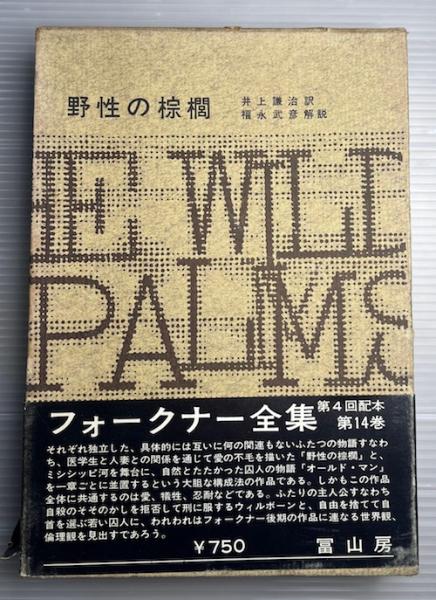 野性の棕櫚
井上謙治訳
福永武彦解説
HE WILD
PALMS
フォークナー全集
第4回配本
第14巻
それぞれ独立した、具体的には互いに何の関連もないふたつの物語すなわ
ち、医学生と人妻との関係を通じて愛の不毛を描いた「野性の棕櫚」と、
ミシシッピ河を舞台に、自然とたたかった囚人の物語「オールド・マン」
を一章ごとに並置するという大胆な構成法の作品である。しかもこの作品
全体に共通するのは愛、犠牲、忍耐などである。ふたりの主人公すなわち
自殺のそそのかしを拒否して刑に服するウィルボーンと、自由を捨てて自
首を選ぶ若い囚人に、われわれはフォークナー後期の作品に連なる世界観、
倫理観を見出すであろう。
￥750
冨山房